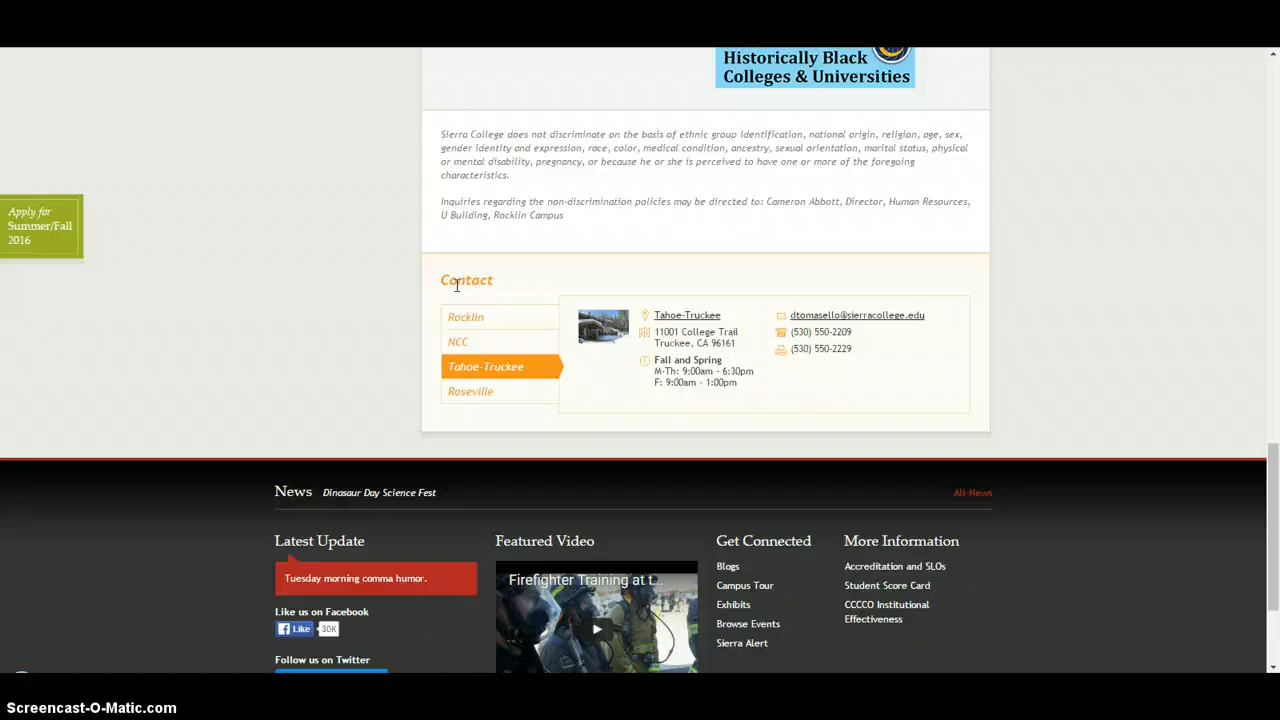 Historically Black
Colleges & Universities
Sierra College does not discriminate on the basis of ethnic group identification, national origin, religion, age, sex,
gender identity and expression, race, color, medical condition, ancestry, sexual orientation, marital status, physical
or mental disability, pregnancy, or because he or she is perceived to have one or more of the foregoing
characteristics.
Inquiries regarding the non-discrimination policies may be directed to: Cameron Abbott, Director, Human Resources,
U Building, Rocklin Campus
Apply for
Summer/Fall
2016
Contact
Rocklin
NCC
Tahoe-Truckee
Roseville
Tahoe-Truckee
11001 College Trail
Truckee, CA 96161
Fall and Spring
M-Th: 9:00am - 6:30pm
F: 9:00am - 1:00pm
dtomasello@sierracollege.edu
(530) 550-2209
(530) 550-2229
News Dinasaur Day Science Fest
All News
Latest Update
Tuesday morning comma humor.
Like us on Facebook
Like 30K
Follow us on Twitter
Featured Video
Firefighter Training at t...
Get Connected
Blogs
Campus Tour
Exhibits
Browse Events
Sierra Alert
More Information
Accreditation and SLOs
Student Score Card
CCCCO Institutional
Effectiveness
Screencast-O-Matic.com